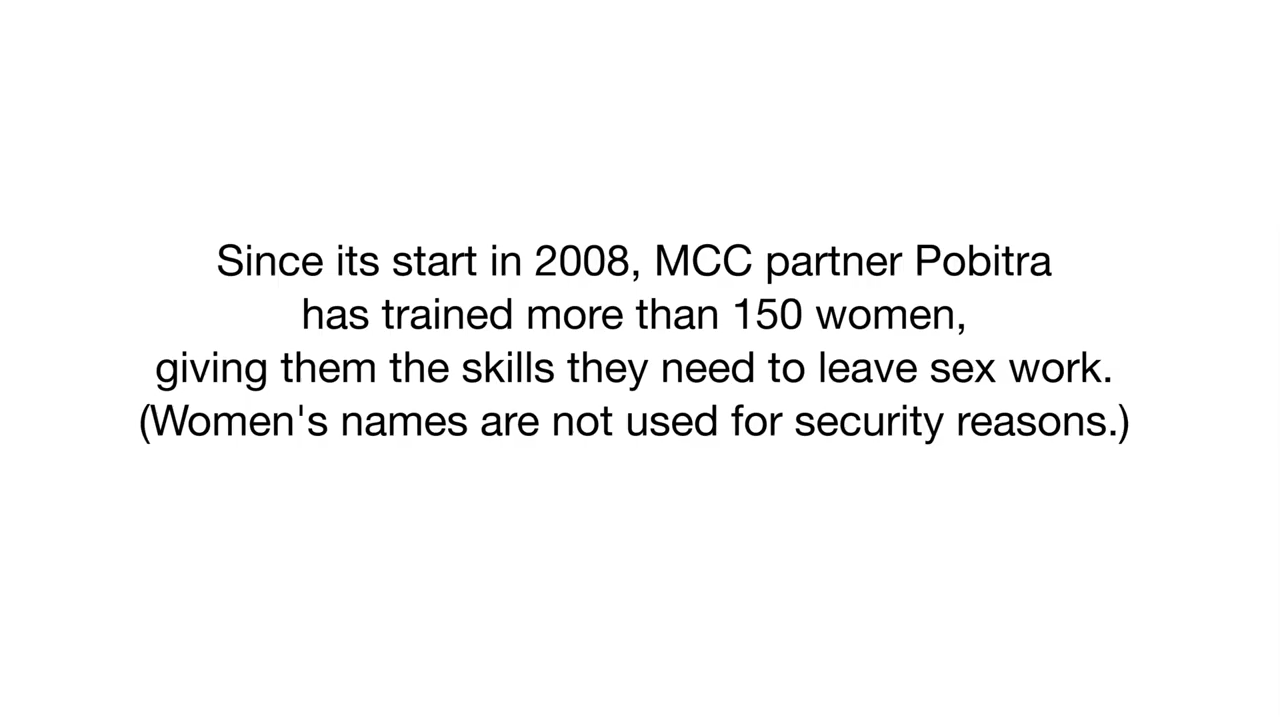 Since its start in 2008, MCC partner Pobitra
has trained more than 150 women,
giving them the skills they need to leave sex work.
(Women's names are not used for security reasons.)